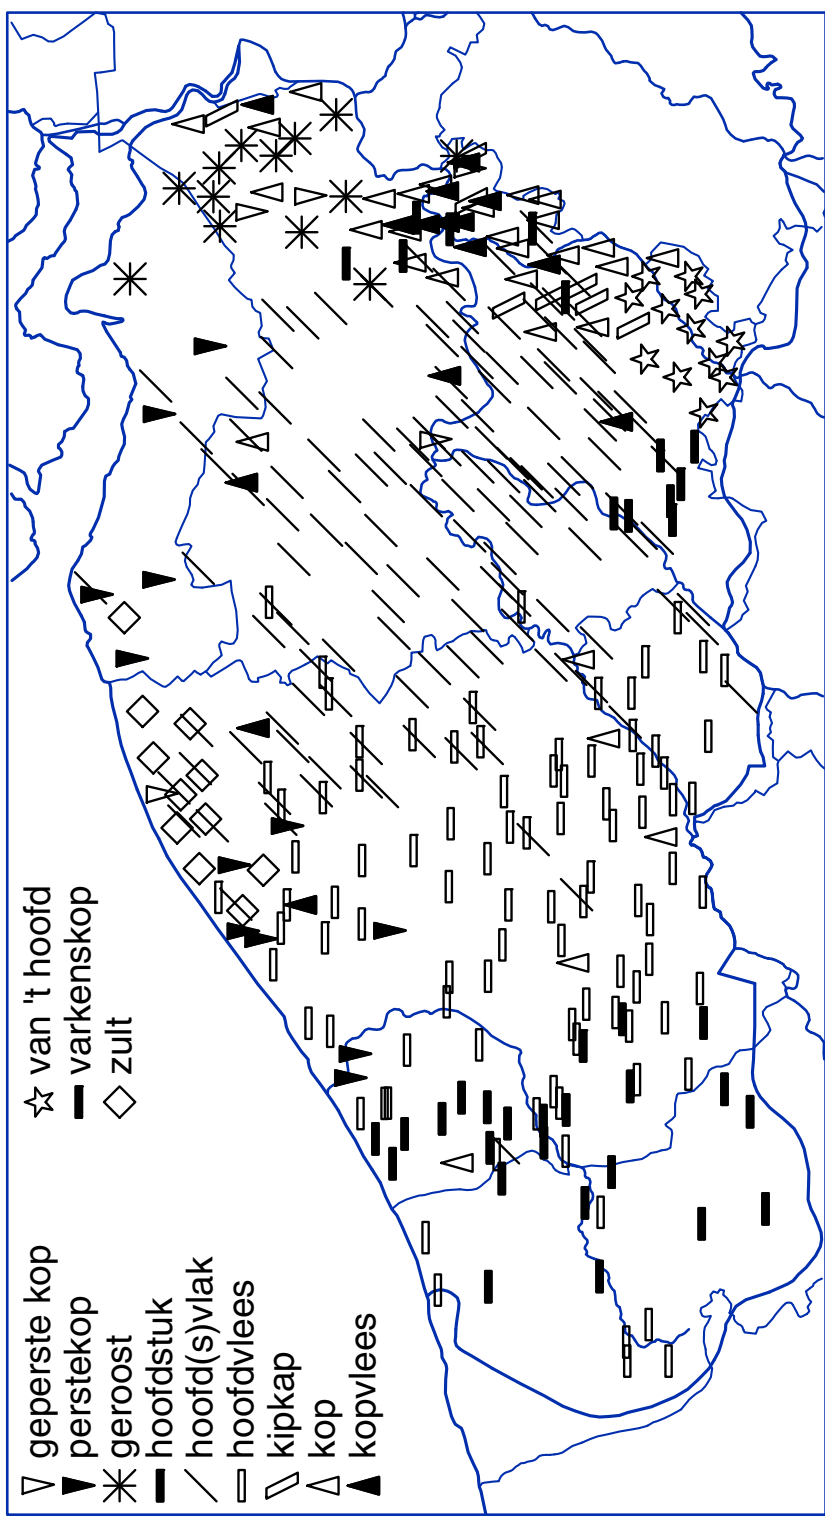 geperste kop
perstekop
geroost
hoofdstuk
hoofd(s)vlak
hoofdvlees
kipkap
kop
kopvlees
van 't hoofd
varkenskop
zult